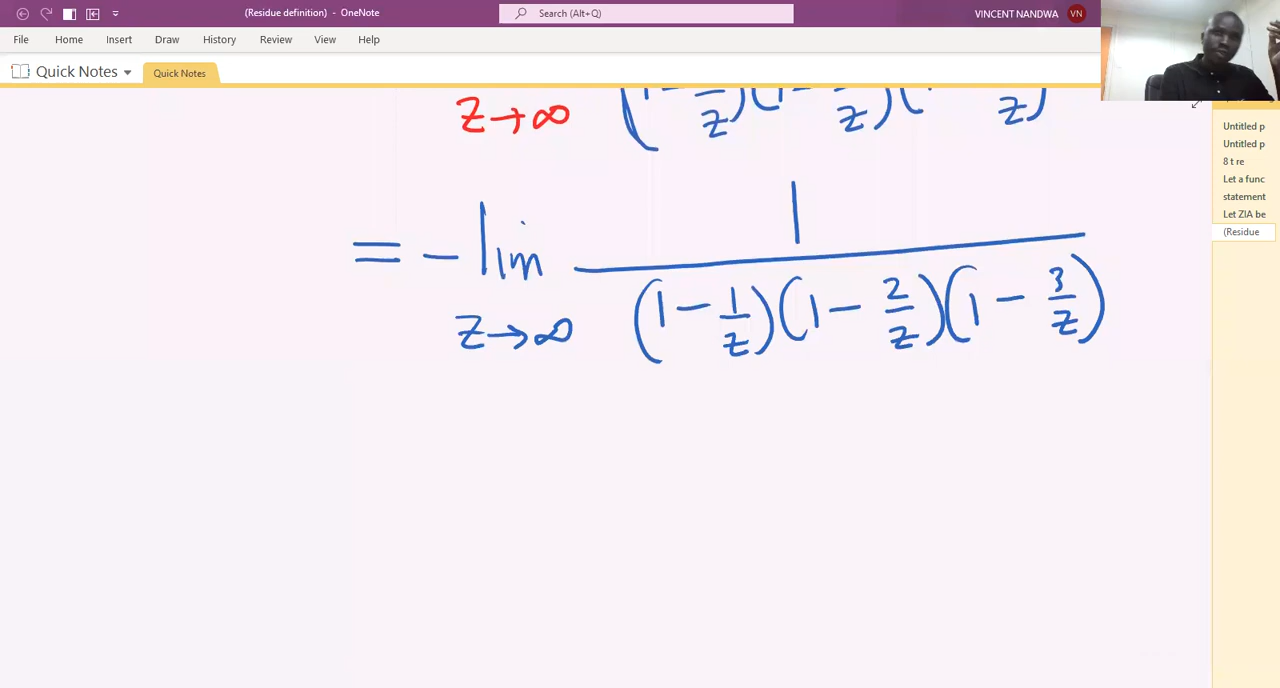 (Residue definition) - OneNote
Search (Alt+Q)
VINCENT NANDWA VN
File Home Insert Draw History Review View Help
Quick Notes
Quick Notes
Untitled p
Untitled p
8 t re
Let a func
statement
Let ZIA be
(Residue
z→∞ (1 - z)(1 - z)( z)
= - lim 1
z→∞ (1 - 1/z)(1 - 2/z)(1 - 3/z)